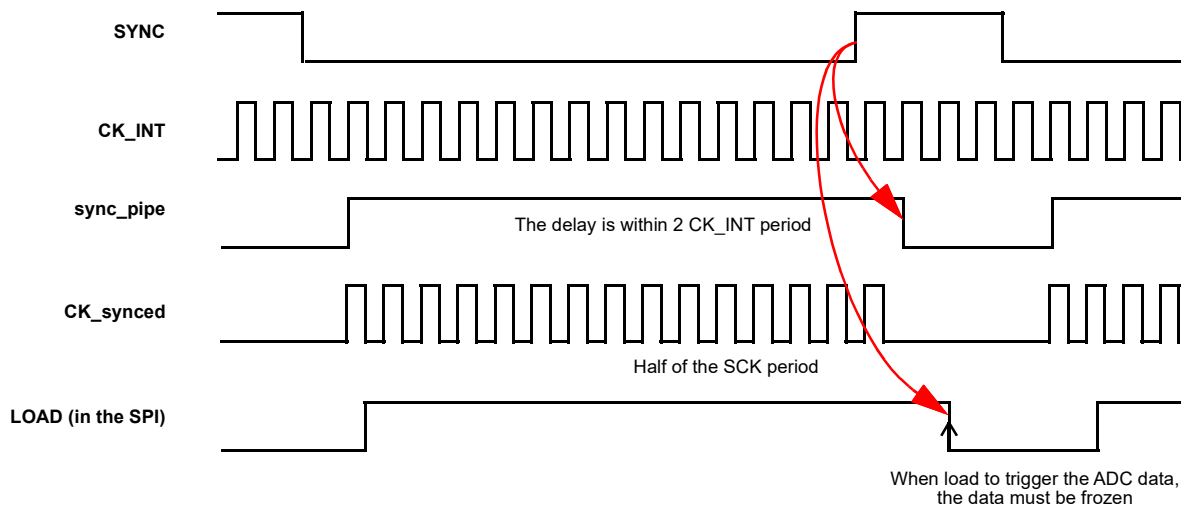 SYNC
CK_INT
sync_pipe
The delay is within 2 CK_INT period
CK_synced
Half of the SCK period
LOAD (in the SPI)
When load to trigger the ADC data,
the data must be frozen